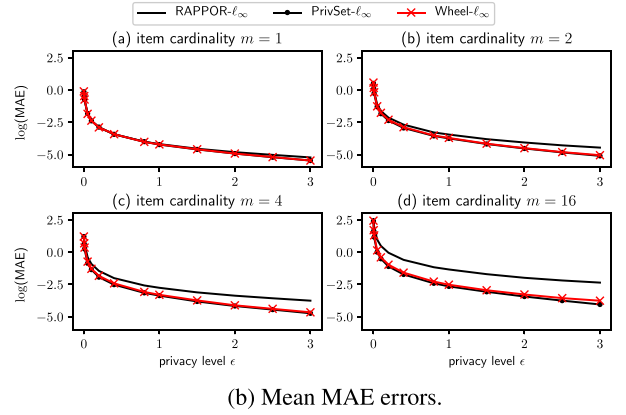 RAPPOR-ℓ∞ PrivSet-ℓ∞ Wheel-ℓ∞
(a) item cardinality m = 1 (b) item cardinality m = 2
log(MAE)
2.5 0.0 −2.5 −5.0
0 1 2 3
2.5 0.0 −2.5 −5.0
0 1 2 3
(c) item cardinality m = 4 (d) item cardinality m = 16
log(MAE)
2.5 0.0 −2.5 −5.0
0 1 2 3
2.5 0.0 −2.5 −5.0
0 1 2 3
privacy level ϵ privacy level ϵ
(b) Mean MAE errors.